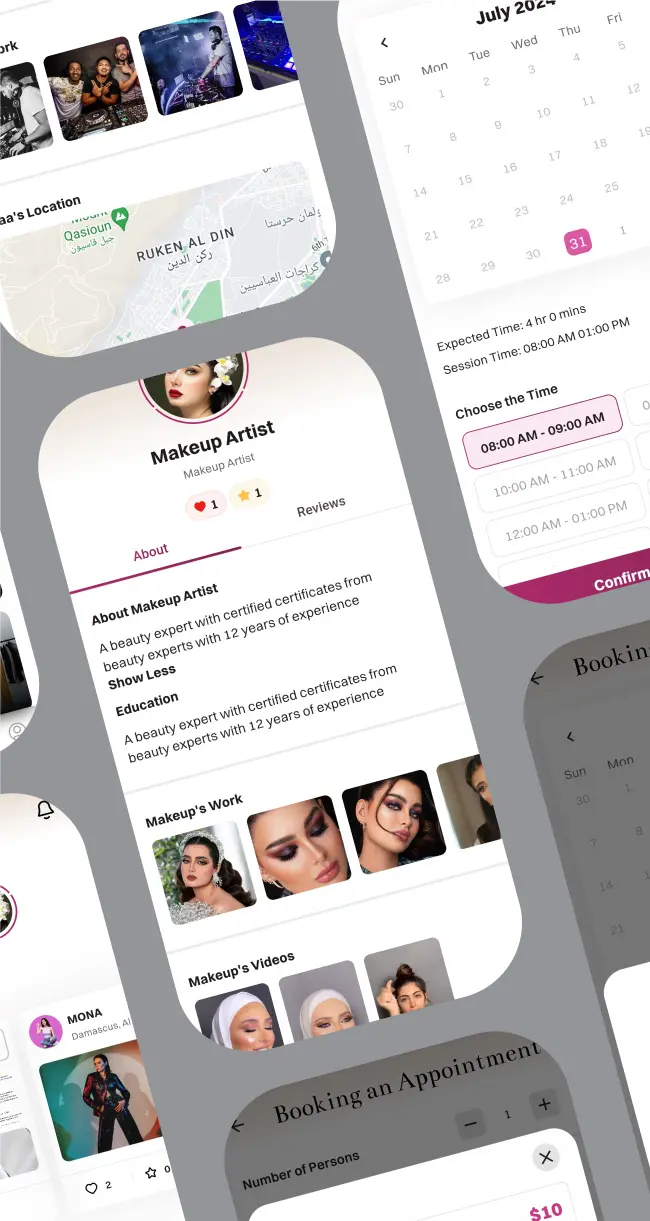 aa's Location
Mount
Qasioun
جبل قاسيون
RUKEN AL DIN
ركن الدين
كراجات العباسيين
6th
July 2024
Sun Mon Tue Wed Thu Fri
30 1 2 3 4 5
7 8 9 10 11 12
14 15 16 17 18 19
21 22 23 24 25
28 29 30 31 1
Expected Time: 4 hr 0 mins
Session Time: 08:00 AM 01:00 PM
Choose the Time
08:00 AM - 09:00 AM
10:00 AM - 11:00 AM
12:00 AM - 01:00 PM
Confirm
Makeup Artist
Makeup Artist
1 1
About Reviews
About Makeup Artist
A beauty expert with certified certificates from
beauty experts with 12 years of experience
Show Less
Education
A beauty expert with certified certificates from
beauty experts with 12 years of experience
Makeup's Work
Makeup's Videos
Sun Mon
30 1
7 8
14 15
21
MONA
Damascus, Al
2 0
Booking an Appointment
1
Number of Persons
$10